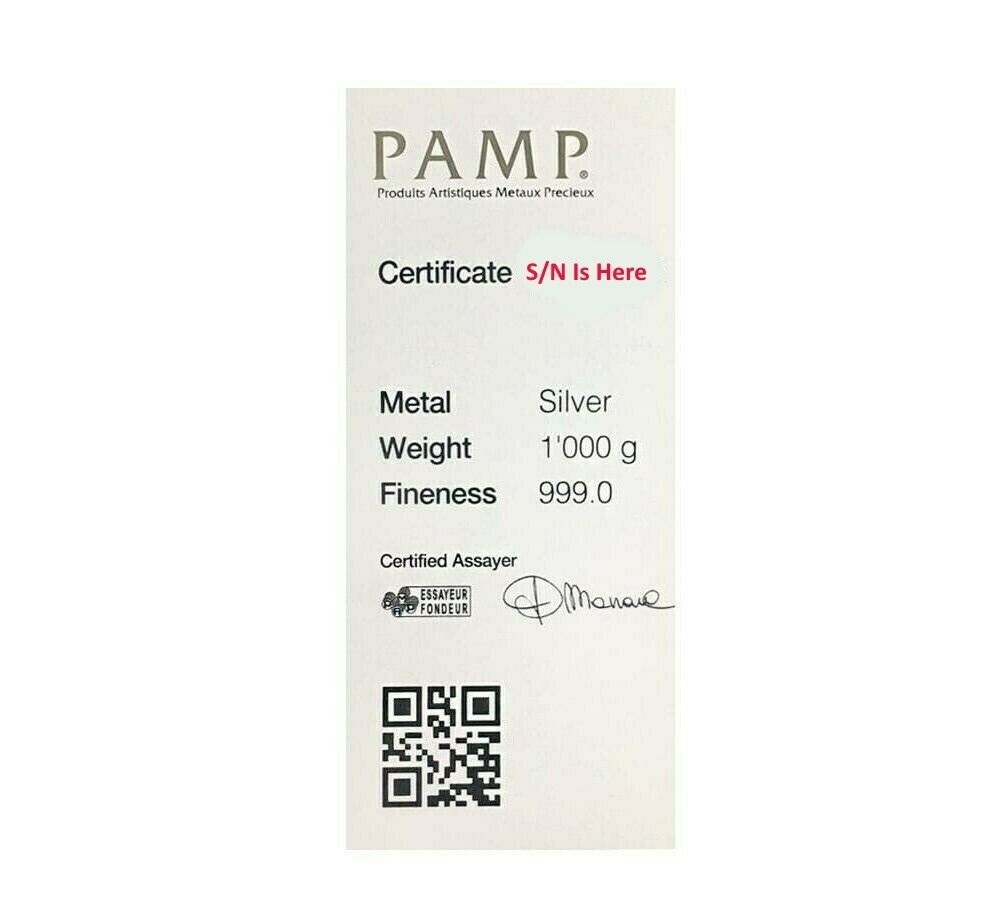 PAMP®
Produits Artistiques Metaux Precieux
Certificate S/N Is Here
Metal Silver
Weight 1'000 g
Fineness 999.0
Certified Assayer
PAMP ESSAYEUR
FONDEUR